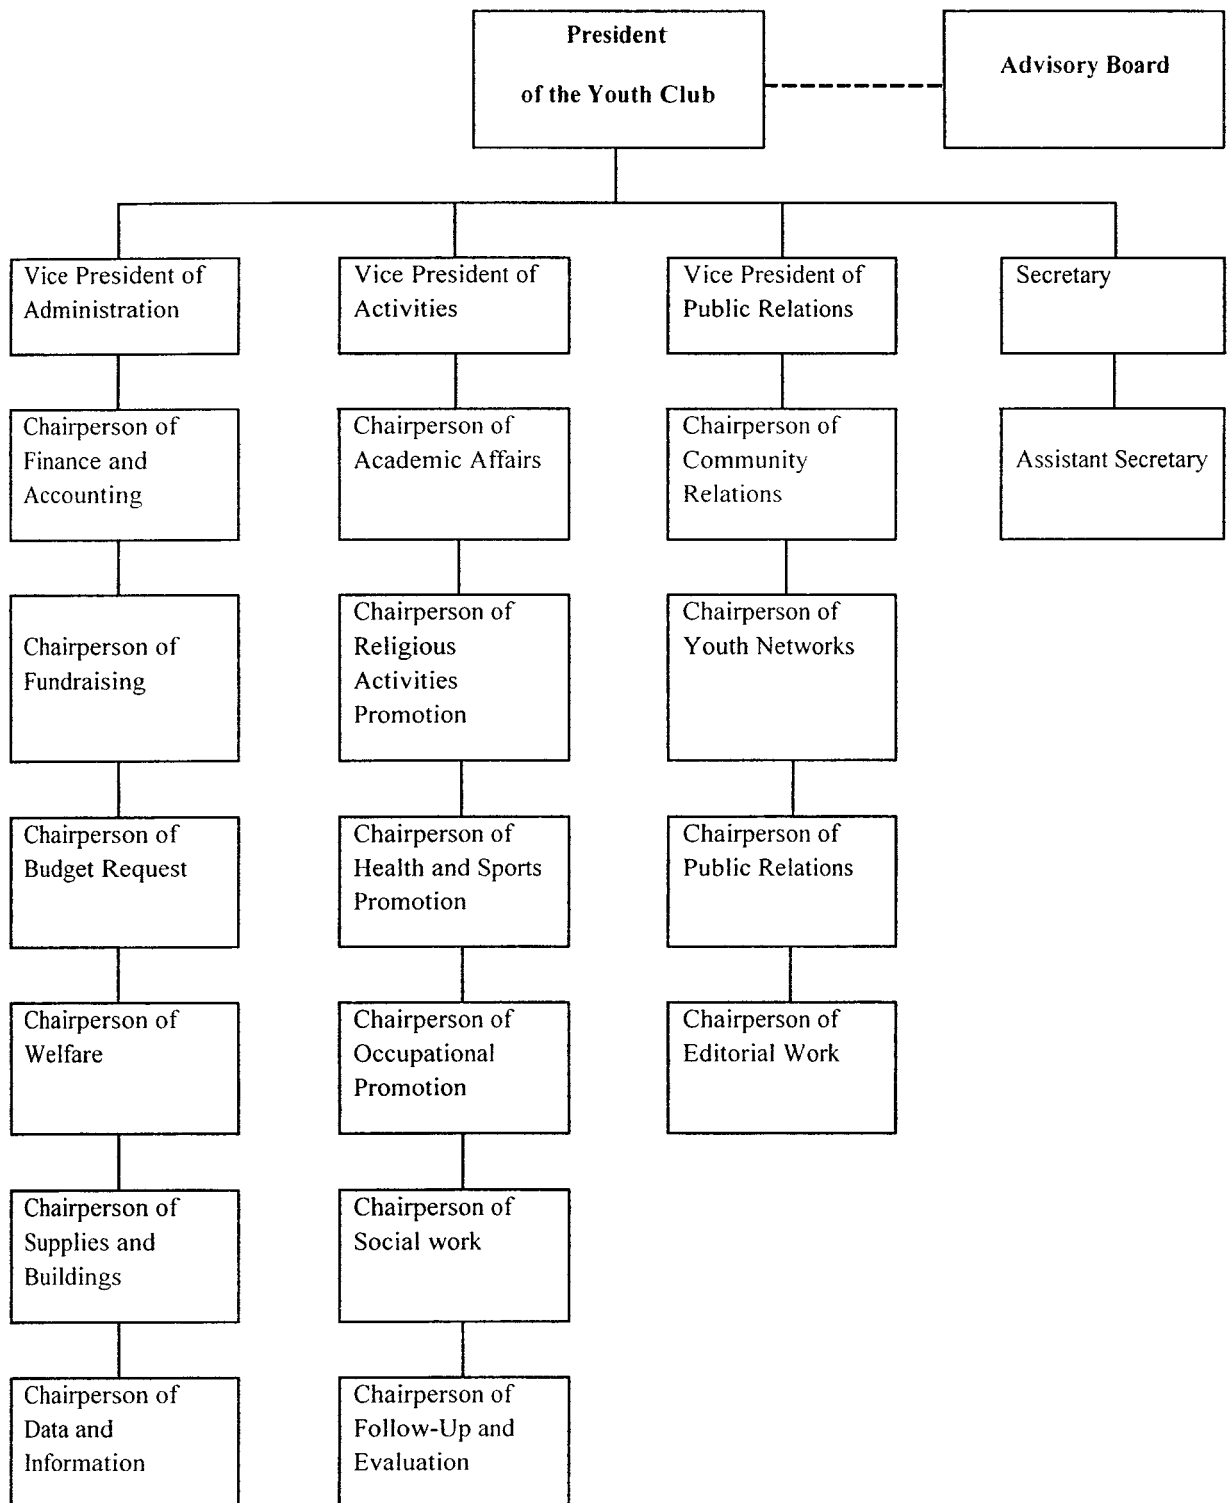 President
of the Youth Club
Advisory Board
Vice President of
Administration
Vice President of
Activities
Vice President of
Public Relations
Secretary
Chairperson of
Finance and
Accounting
Chairperson of
Academic Affairs
Chairperson of
Community
Relations
Assistant Secretary
Chairperson of
Fundraising
Chairperson of
Religious
Activities
Promotion
Chairperson of
Youth Networks
Chairperson of
Budget Request
Chairperson of
Health and Sports
Promotion
Chairperson of
Public Relations
Chairperson of
Welfare
Chairperson of
Occupational
Promotion
Chairperson of
Editorial Work
Chairperson of
Supplies and
Buildings
Chairperson of
Social work
Chairperson of
Data and
Information
Chairperson of
Follow-Up and
Evaluation